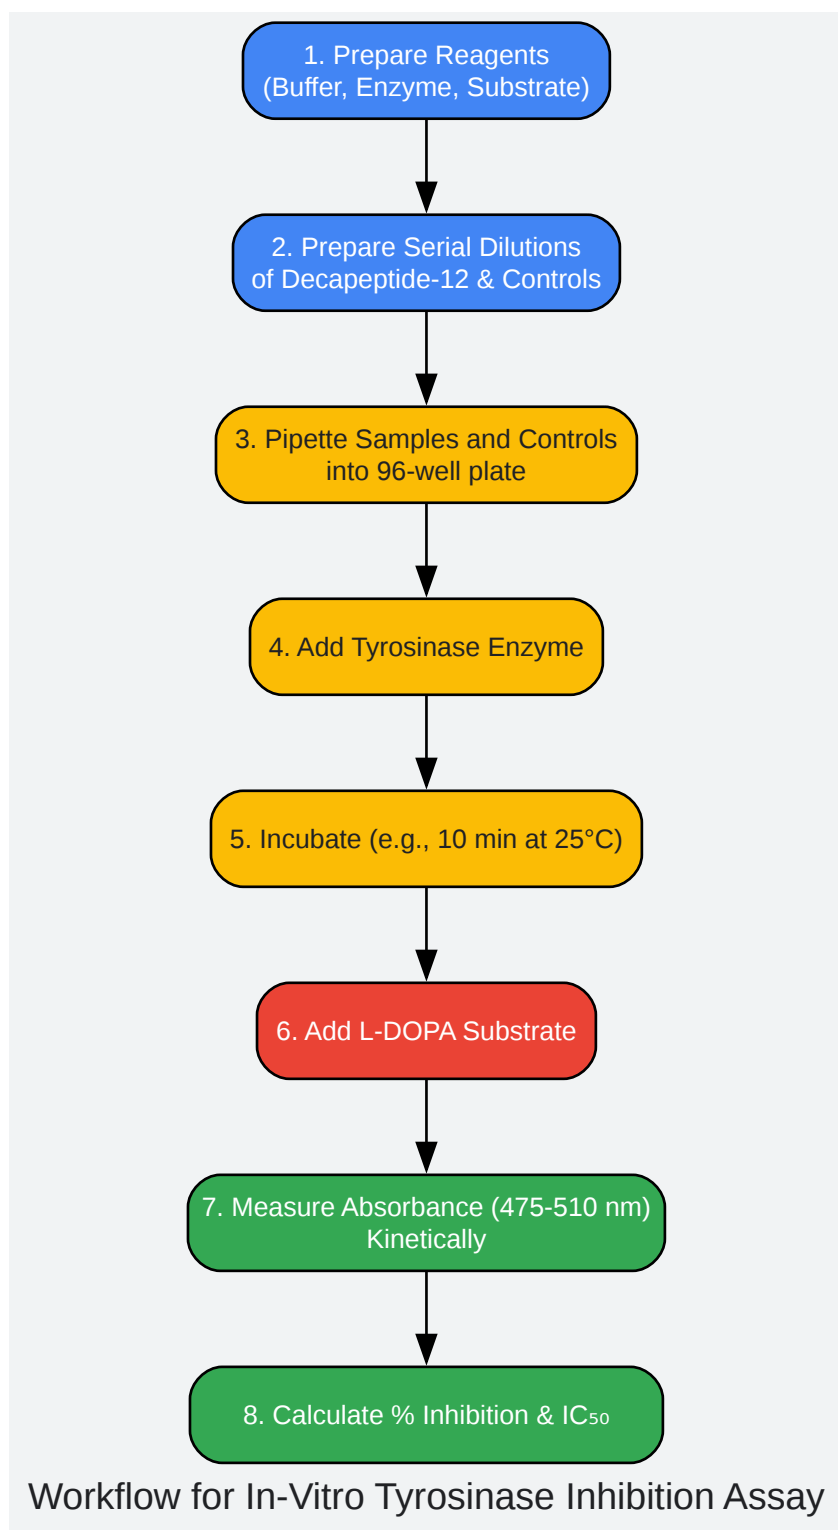 1. Prepare Reagents
(Buffer, Enzyme, Substrate)
2. Prepare Serial Dilutions
of Decapeptide-12 & Controls
3. Pipette Samples and Controls
into 96-well plate
4. Add Tyrosinase Enzyme
5. Incubate (e.g., 10 min at 25°C)
6. Add L-DOPA Substrate
7. Measure Absorbance (475-510 nm)
Kinetically
8. Calculate % Inhibition & IC₅₀
Workflow for In-Vitro Tyrosinase Inhibition Assay